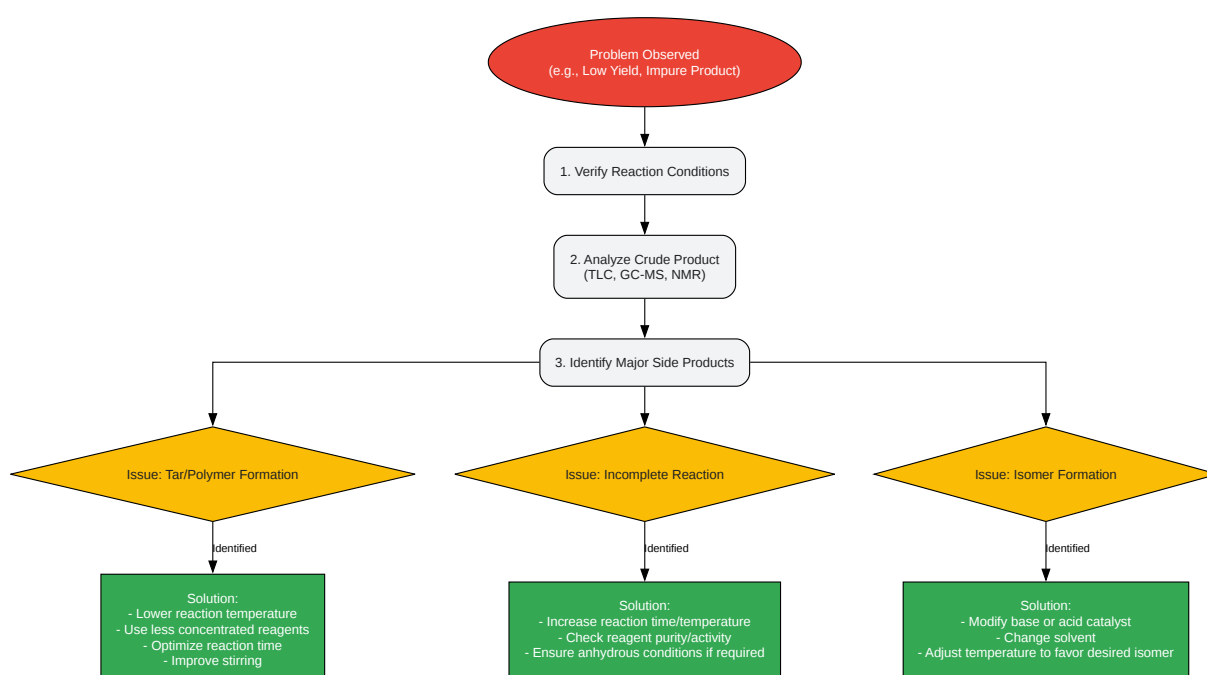 Problem Observed
(e.g., Low Yield, Impure Product)
1. Verify Reaction Conditions
2. Analyze Crude Product
(TLC, GC-MS, NMR)
3. Identify Major Side Products
Issue: Tar/Polymer Formation
Issue: Incomplete Reaction
Issue: Isomer Formation
Identified
Identified
Identified
Solution:
- Lower reaction temperature
- Use less concentrated reagents
- Optimize reaction time
- Improve stirring
Solution:
- Increase reaction time/temperature
- Check reagent purity/activity
- Ensure anhydrous conditions if required
Solution:
- Modify base or acid catalyst
- Change solvent
- Adjust temperature to favor desired isomer